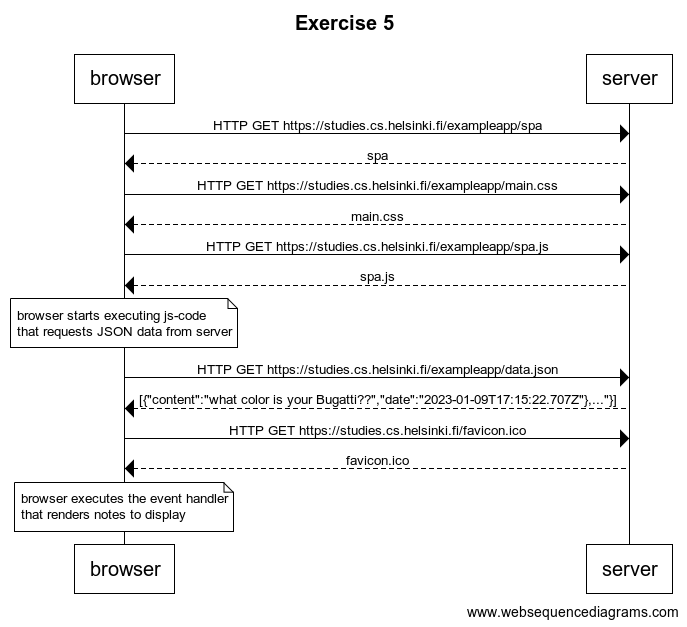 Exercise 5
browser
server
HTTP GET https://studies.cs.helsinki.fi/exampleapp/spa
spa
HTTP GET https://studies.cs.helsinki.fi/exampleapp/main.css
main.css
HTTP GET https://studies.cs.helsinki.fi/exampleapp/spa.js
spa.js
browser starts executing js-code
that requests JSON data from server
HTTP GET https://studies.cs.helsinki.fi/exampleapp/data.json
[{"content":"what color is your Bugatti??","date":"2023-01-09T17:15:22.707Z"},..."}]
HTTP GET https://studies.cs.helsinki.fi/favicon.ico
favicon.ico
browser executes the event handler
that renders notes to display
browser
server
www.websequencediagrams.com